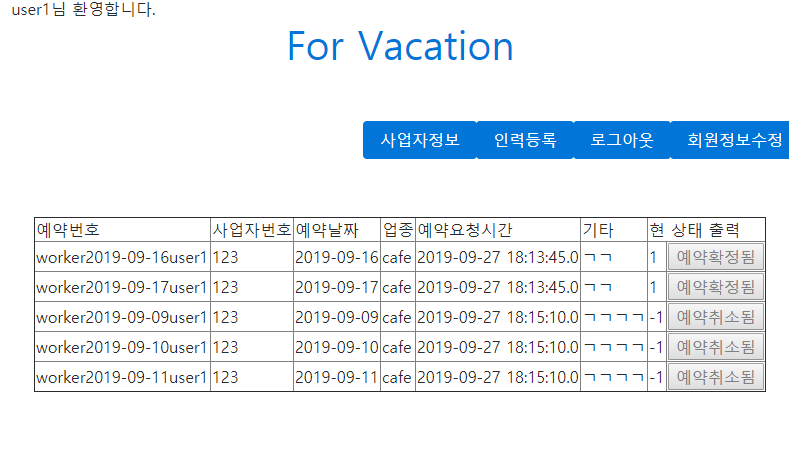 user1님 환영합니다.
For Vacation
사업자정보 인력등록 로그아웃 회원정보수정
예약번호 사업자번호 예약날짜 업종 예약요청시간 기타 현 상태 출력
worker2019-09-16user1 123 2019-09-16 cafe 2019-09-27 18:13:45.0 ㄱㄱ 1 예약확정됨
worker2019-09-17user1 123 2019-09-17 cafe 2019-09-27 18:13:45.0 ㄱㄱ 1 예약확정됨
worker2019-09-09user1 123 2019-09-09 cafe 2019-09-27 18:15:10.0 ㄱㄱㄱㄱ -1 예약취소됨
worker2019-09-10user1 123 2019-09-10 cafe 2019-09-27 18:15:10.0 ㄱㄱㄱㄱ -1 예약취소됨
worker2019-09-11user1 123 2019-09-11 cafe 2019-09-27 18:15:10.0 ㄱㄱㄱㄱ -1 예약취소됨